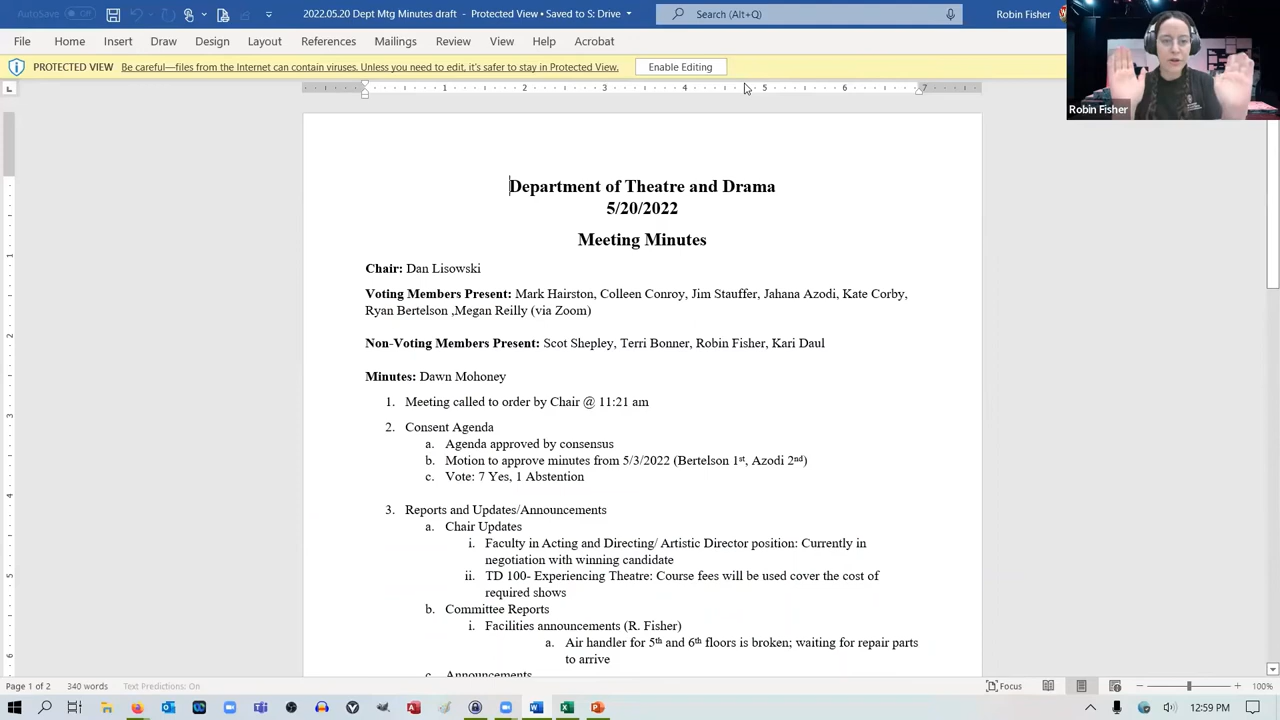 2022.05.20 Dept Meeting Minutes - Protected View • Saved to S: Drive
Search (Alt+Q)
Robin Fisher
File Home Insert Draw Design Layout References Mailings Review View Help Acrobat
PROTECTED VIEW Be careful—files from the Internet can contain viruses. Unless you need to edit, it's safer to stay in Protected View. Enable Editing
1 2 3 4 5 6 7
Robin Fisher
Department of Theatre and Drama
5/20/2022
Meeting Minutes
Chair: Dan Lisowski
Voting Members Present: Mark Hairston, Colleen Conroy, Jim Stauffer, Jahana Azodi, Kate Corby,
Ryan Bertelson ,Megan Reilly (via Zoom)
Non-Voting Members Present: Scot Shepley, Terri Bonner, Robin Fisher, Kari Daul
Minutes: Dawn Mohoney
1. Meeting called to order by Chair @ 11:21 am
2. Consent Agenda
a. Agenda approved by consensus
b. Motion to approve minutes from 5/3/2022 (Bertelson 1st, Azodi 2nd)
c. Vote: 7 Yes, 1 Abstention
3. Reports and Updates/Announcements
a. Chair Updates
i. Faculty in Acting and Directing/ Artistic Director position: Currently in
negotiation with winning candidate
ii. TD 100- Experiencing Theatre: Course fees will be used cover the cost of
required shows
b. Committee Reports
i. Facilities announcements (R. Fisher)
a. Air handler for 5th and 6th floors is broken; waiting for repair parts
to arrive
c. Announcements
Page 1 of 2 340 words Text Predictions: On Focus 100%
12:59 PM